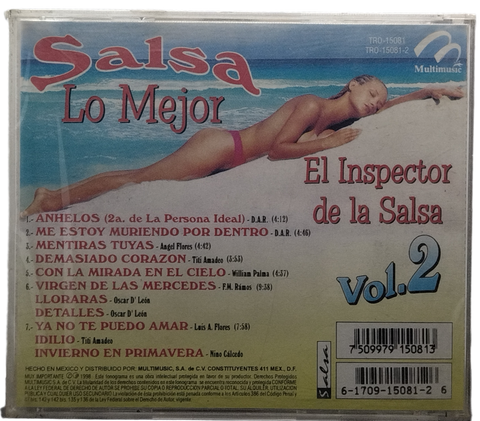 TRO-15081
TRO-15081-2
Multimusic
Salsa
Lo Mejor
El Inspector
de la Salsa
Vol.2
1.- ANHELOS (2a. de La Persona Ideal) - D.A.R. (4:12)
2.- ME ESTOY MURIENDO POR DENTRO - D.A.R. (4:46)
3.- MENTIRAS TUYAS - Angel Flores (4:42)
4.- DEMASIADO CORAZON - Titi Amadeo (3:53)
5.- CON LA MIRADA EN EL CIELO - William Palma (4:37)
6.- VIRGEN DE LAS MERCEDES - F.M. Rámos (9:38)
LLORARAS - Oscar D' León
DETALLES - Oscar D' León
7.- YA NO TE PUEDO AMAR - Luis A. Flores (7:58)
IDILIO - Titi Amadeo
INVIERNO EN PRIMAVERA - Nino Cálcedo
HECHO EN MEXICO Y DISTRIBUIDO POR: MULTIMUSIC, S.A. de C.V. CONSTITUYENTES 411 MEX., D.F.
Salsa
7 509979 150813
6-1709-15081-2 6